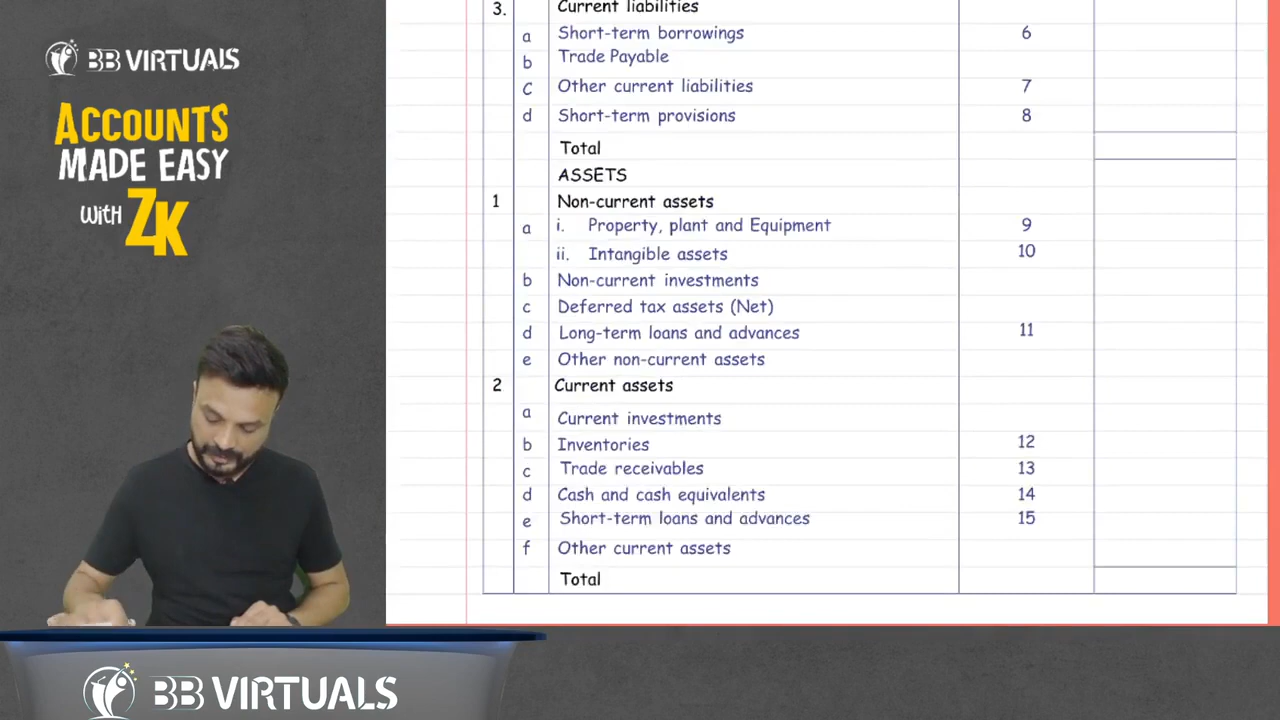 BB VIRTUALS
ACCOUNTS
MADE EASY
with ZK
3. Current liabilities
a Short-term borrowings 6
b Trade Payable
C Other current liabilities 7
d Short-term provisions 8
Total
ASSETS
1 Non-current assets
a i. Property, plant and Equipment 9
ii. Intangible assets 10
b Non-current investments
c Deferred tax assets (Net)
d Long-term loans and advances 11
e Other non-current assets
2 Current assets
a Current investments
b Inventories 12
c Trade receivables 13
d Cash and cash equivalents 14
e Short-term loans and advances 15
f Other current assets
Total
BB VIRTUALS